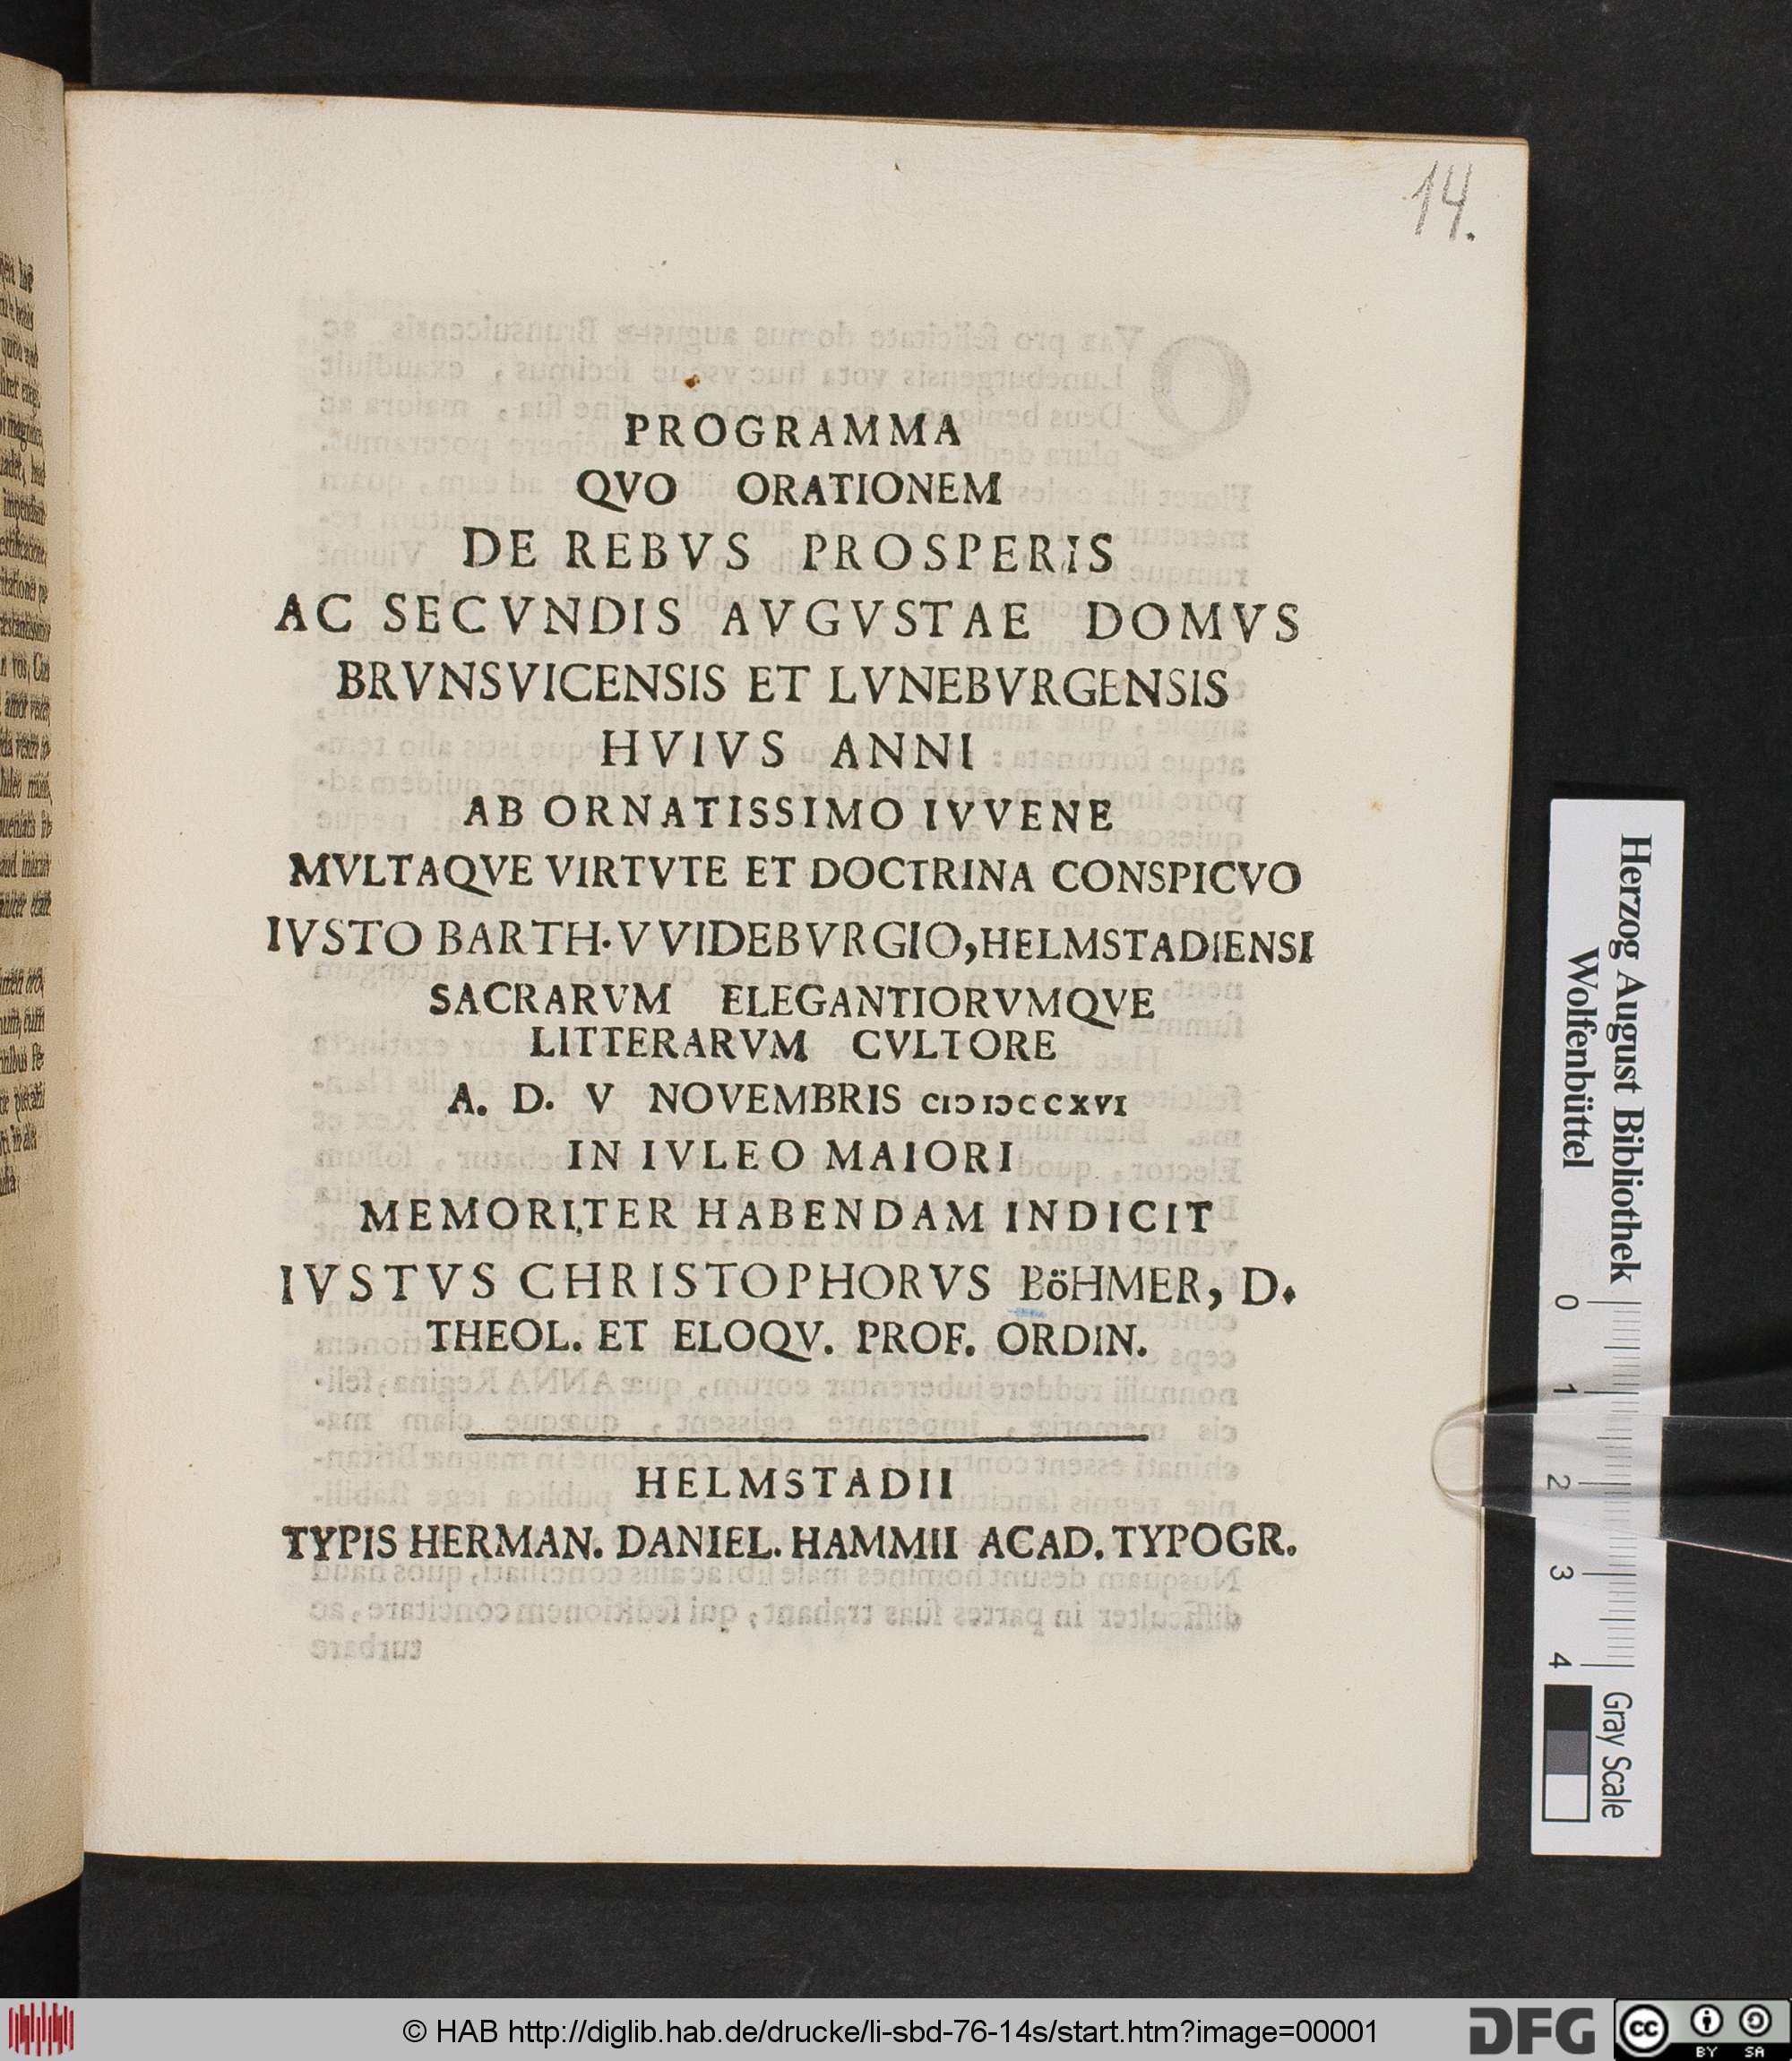 14.
PROGRAMMA
QVO ORATIONEM
DE REBVS PROSPERIS
AC SECVNDIS AVGVSTAE DOMVS
BRVNSVICENSIS ET LVNEBVRGENSIS
HVIVS ANNI
AB ORNATISSIMO IVVENE
MVLTAQVE VIRTVTE ET DOCTRINA CONSPICVO
IVSTO BARTH. VVIDEBVRGIO, HELMSTADIENSI
SACRARVM ELEGANTIORVMQVE
LITTERARVM CVLTORE
A. D. V NOVEMBRIS CIↃIↃCCXVI
IN IVLEO MAIORI
MEMORITER HABENDAM INDICIT
IVSTVS CHRISTOPHORVS BöHMER, D.
THEOL. ET ELOQV. PROF. ORDIN.
HELMSTADII
TYPIS HERMAN. DANIEL. HAMMII ACAD. TYPOGR.
Herzog August Bibliothek
Wolfenbüttel
0 1 2 3 4
Gray Scale
© HAB http://diglib.hab.de/drucke/li-sbd-76-14s/start.htm?image=00001
DFG
cc BY SA